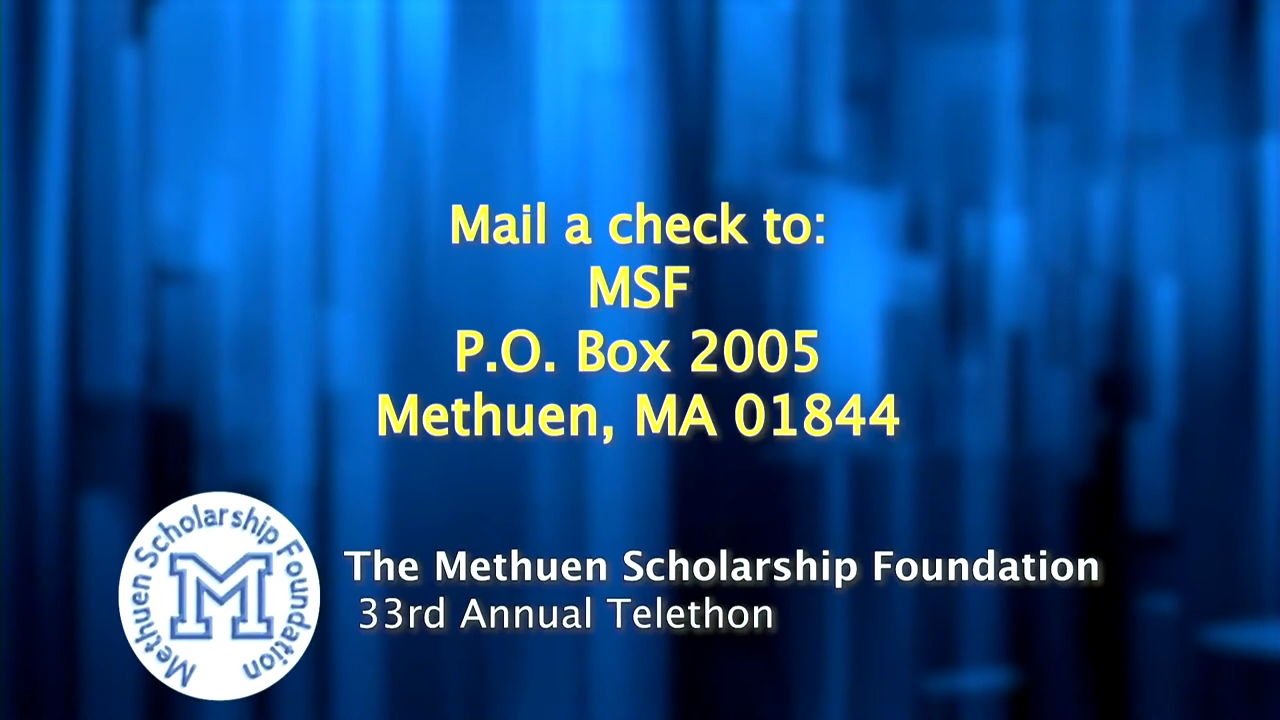 Mail a check to:
MSF
P.O. Box 2005
Methuen, MA 01844
Methuen Scholarship Foundation
M
The Methuen Scholarship Foundation
33rd Annual Telethon